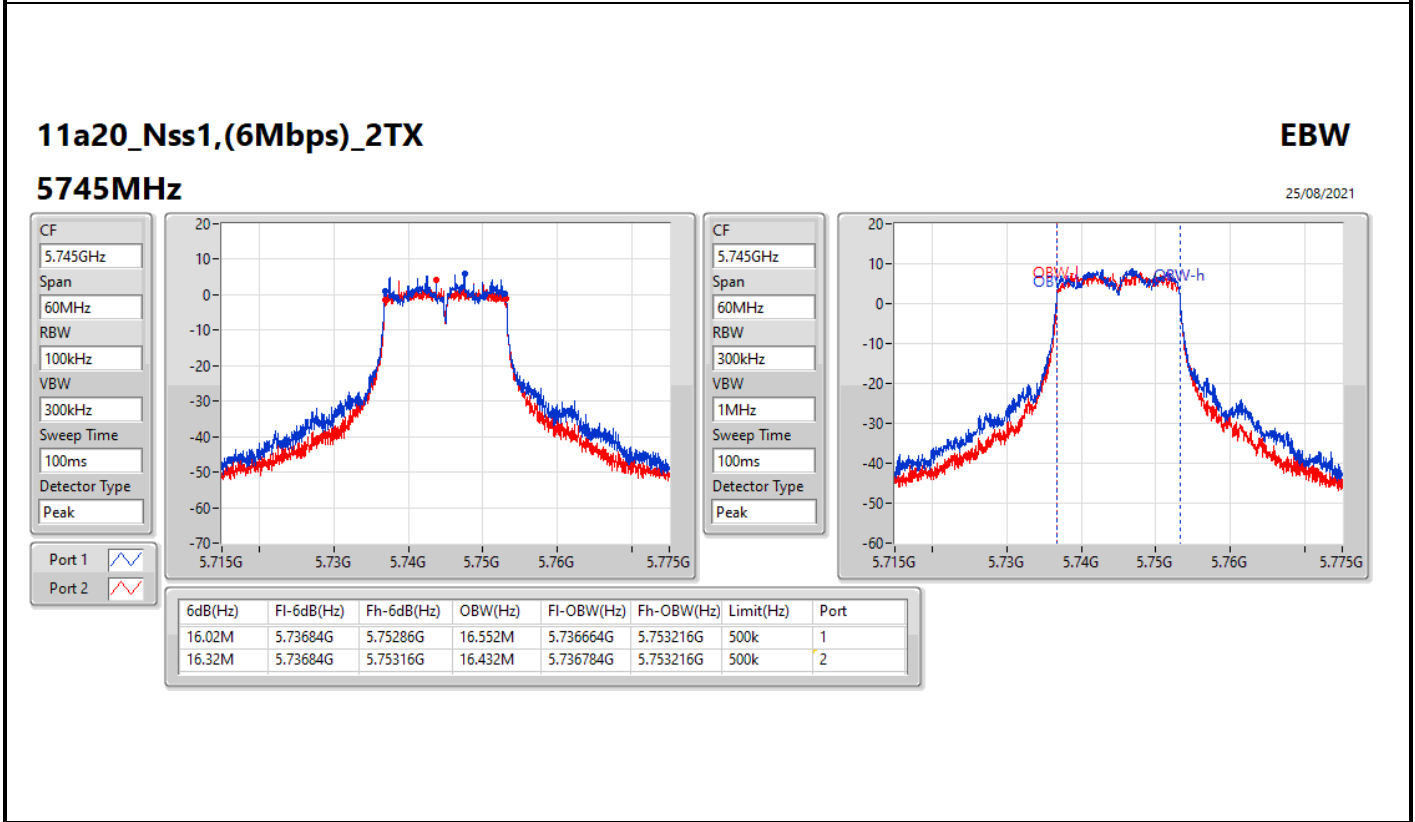 11a20_Nss1,(6Mbps)_2TX EBW
5745MHz 25/08/2021
CF
5.745GHz
Span
60MHz
RBW
100kHz
VBW
300kHz
Sweep Time
100ms
Detector Type
Peak
Port 1
Port 2
20
10
0
-10
-20
-30
-40
-50
-60
-70
5.715G 5.73G 5.74G 5.75G 5.76G 5.775G
CF
5.745GHz
Span
60MHz
RBW
300kHz
VBW
1MHz
Sweep Time
100ms
Detector Type
Peak
20
10
0
-10
-20
-30
-40
-50
-60
OBW-h
5.715G 5.73G 5.74G 5.75G 5.76G 5.775G
6dB(Hz) Fl-6dB(Hz) Fh-6dB(Hz) OBW(Hz) Fl-OBW(Hz) Fh-OBW(Hz) Limit(Hz) Port
16.02M 5.73684G 5.75286G 16.552M 5.736664G 5.753216G 500k 1
16.32M 5.73684G 5.75316G 16.432M 5.736784G 5.753216G 500k 2